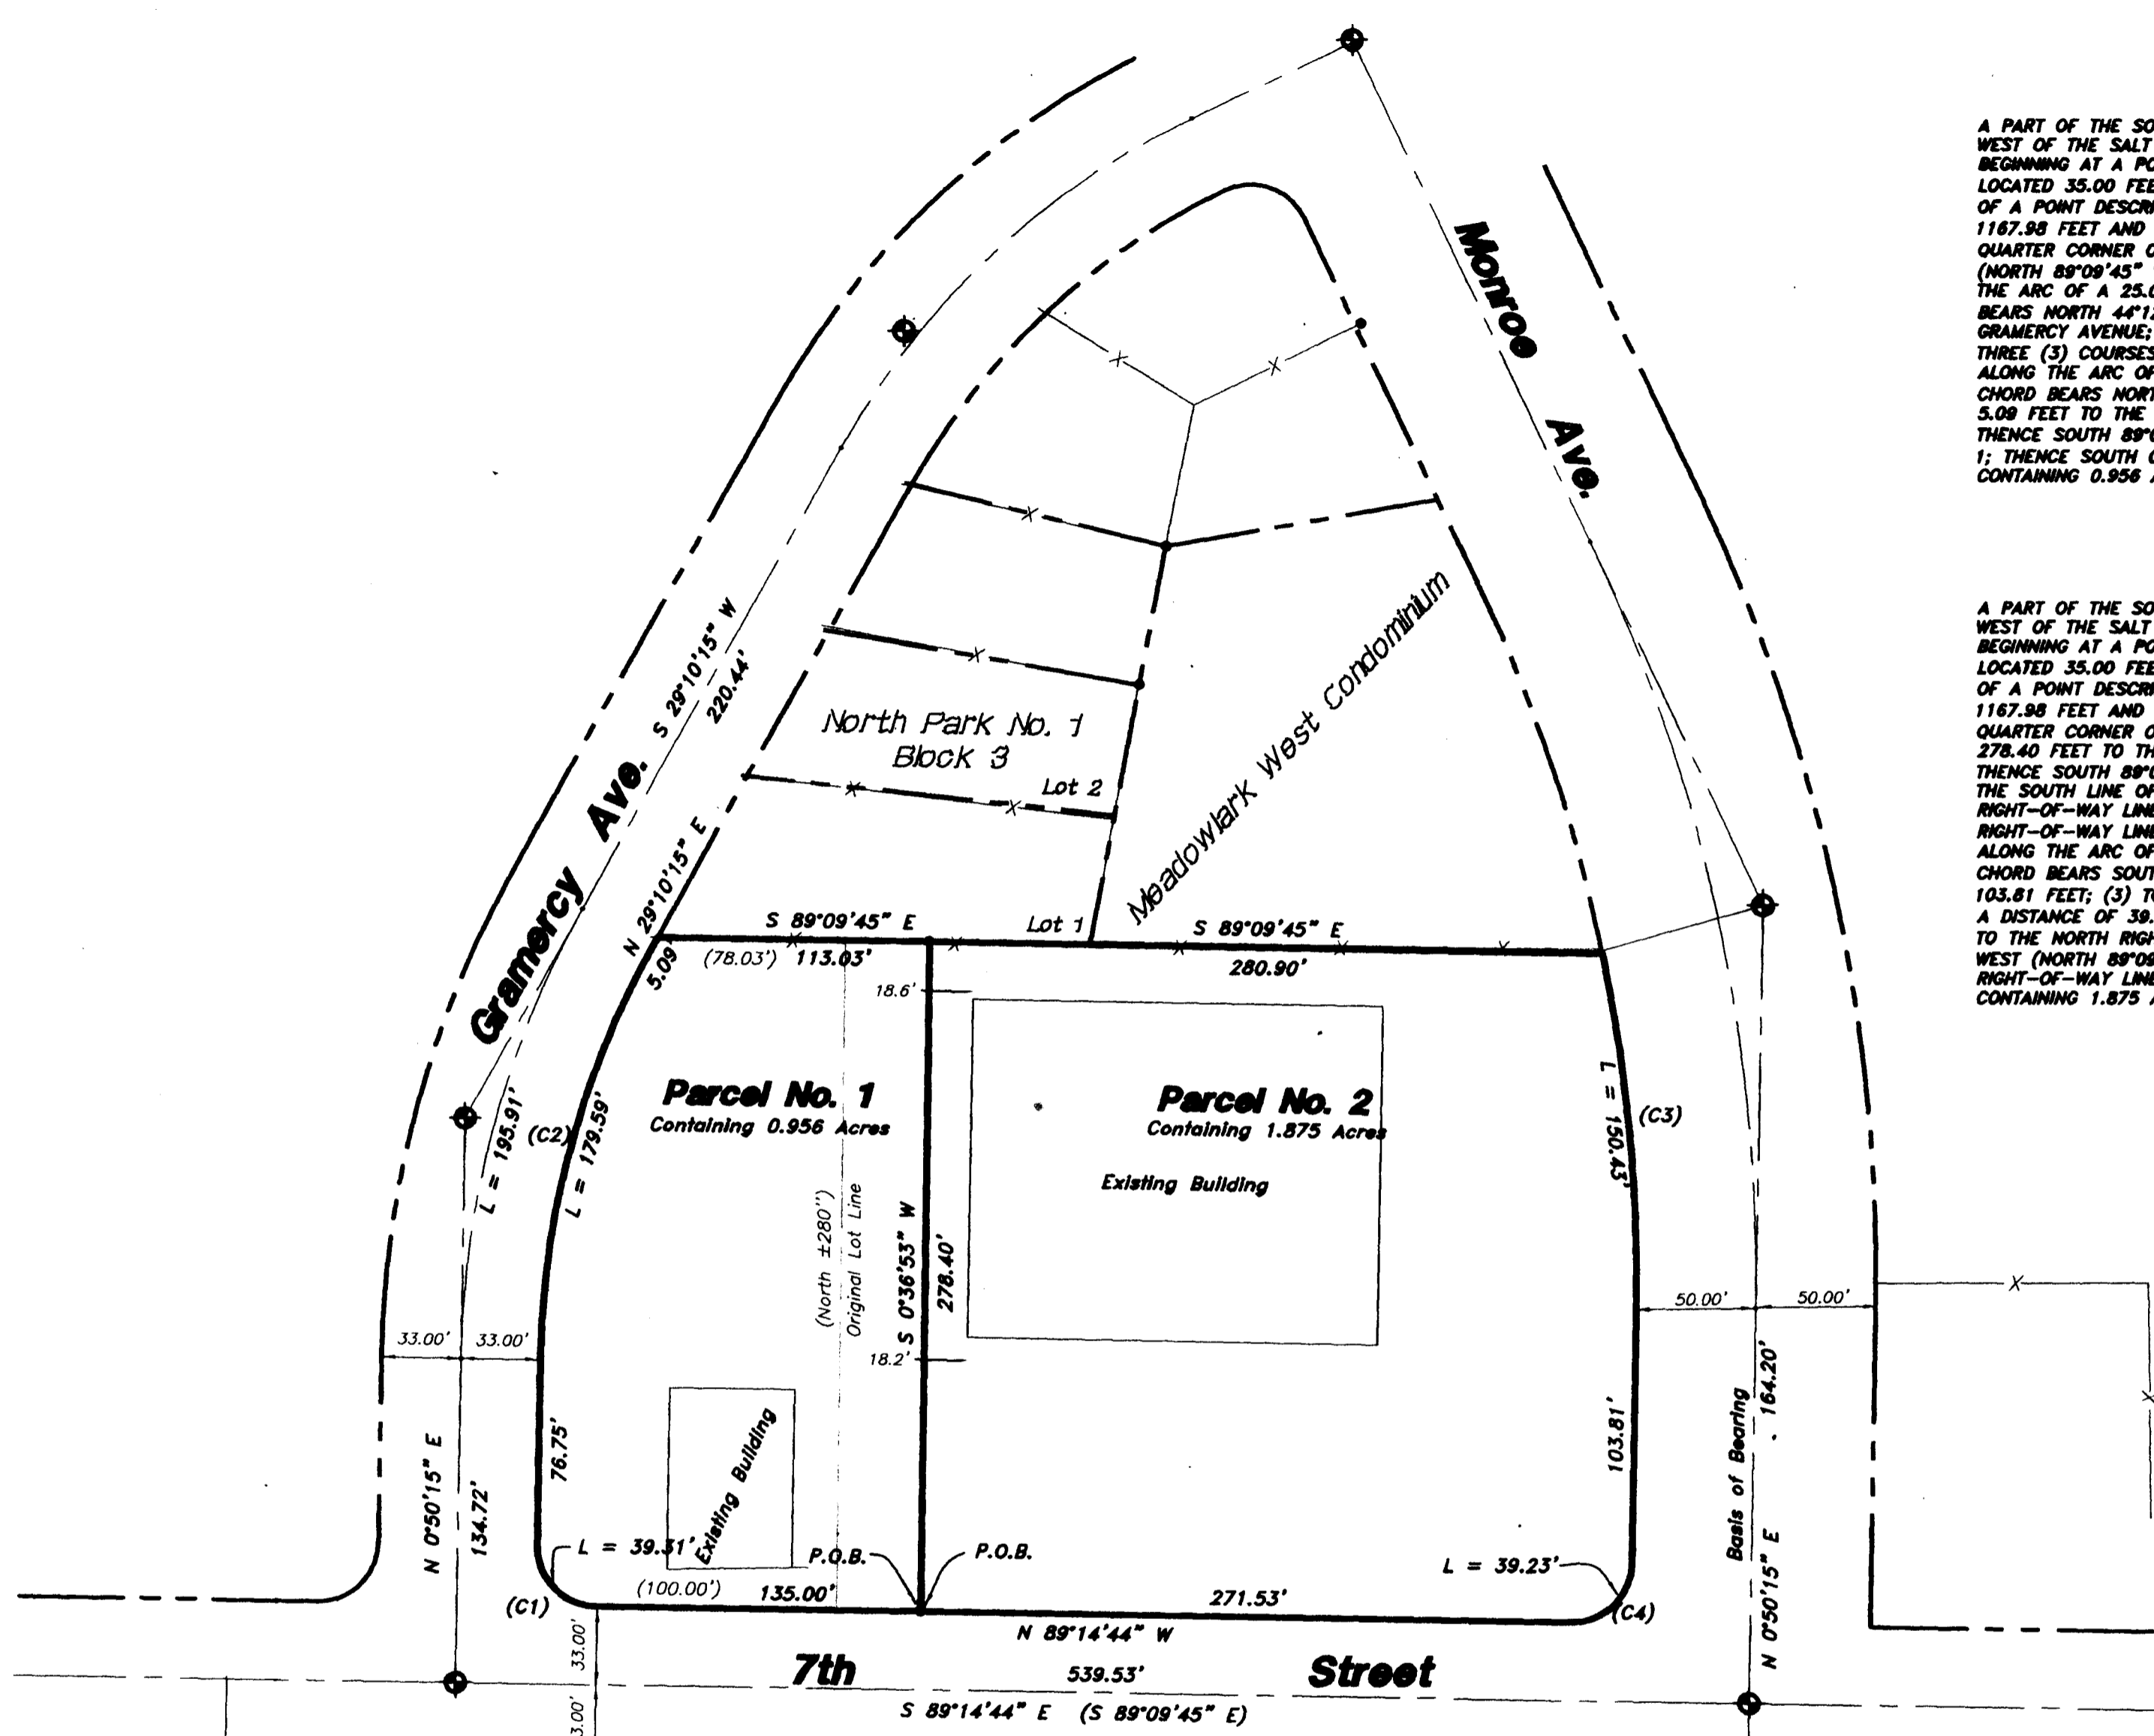 Monroe Ave.
S 29°10'15" W
220.44'
North Park No. 1
Block 3
Lot 2
Meadowlark West Condominium
Gramercy Ave.
N 29°10'15" E
5.09'
S 89°09'45" E
Lot 1
S 89°09'45" E
(78.03') 113.03'
280.90'
18.6'
Parcel No. 1
Containing 0.956 Acres
Parcel No. 2
Containing 1.875 Acres
Existing Building
L = 195.91'
(C2)
L = 179.59'
L = 150.43'
(C3)
(North ±280")
Original Lot Line
S 0°36'53" W
278.40'
18.2'
33.00' 33.00'
50.00' 50.00'
N 0°50'15" E
134.72'
76.75'
Existing Building
103.81'
Basis of Bearing
N 0°50'15" E 164.20'
L = 39.31'
P.O.B.
P.O.B.
L = 39.23'
(C1)
(100.00') 135.00'
271.53'
(C4)
N 89°14'44" W
33.00'
7th Street
539.53'
S 89°14'44" E (S 89°09'45" E)
3.00'
A PART OF THE SO
WEST OF THE SALT
BEGINNING AT A PO
LOCATED 35.00 FEE
OF A POINT DESCRI
1167.98 FEET AND
QUARTER CORNER O
(NORTH 89°09'45"
THE ARC OF A 25.0
BEARS NORTH 44°1
GRAMERCY AVENUE;
THREE (3) COURSES
ALONG THE ARC OF
CHORD BEARS NORT
5.09 FEET TO THE
THENCE SOUTH 89°0
1; THENCE SOUTH
CONTAINING 0.956
A PART OF THE SO
WEST OF THE SALT
BEGINNING AT A PO
LOCATED 35.00 FEE
OF A POINT DESCRI
1167.98 FEET AND
QUARTER CORNER O
278.40 FEET TO TH
THENCE SOUTH 89°0
THE SOUTH LINE OF
RIGHT-OF-WAY LINE
RIGHT-OF-WAY LINE
ALONG THE ARC OF
CHORD BEARS SOUT
103.81 FEET; (3) TO
A DISTANCE OF 39.
TO THE NORTH RIGH
WEST (NORTH 89°09
RIGHT-OF-WAY LINE
CONTAINING 1.875